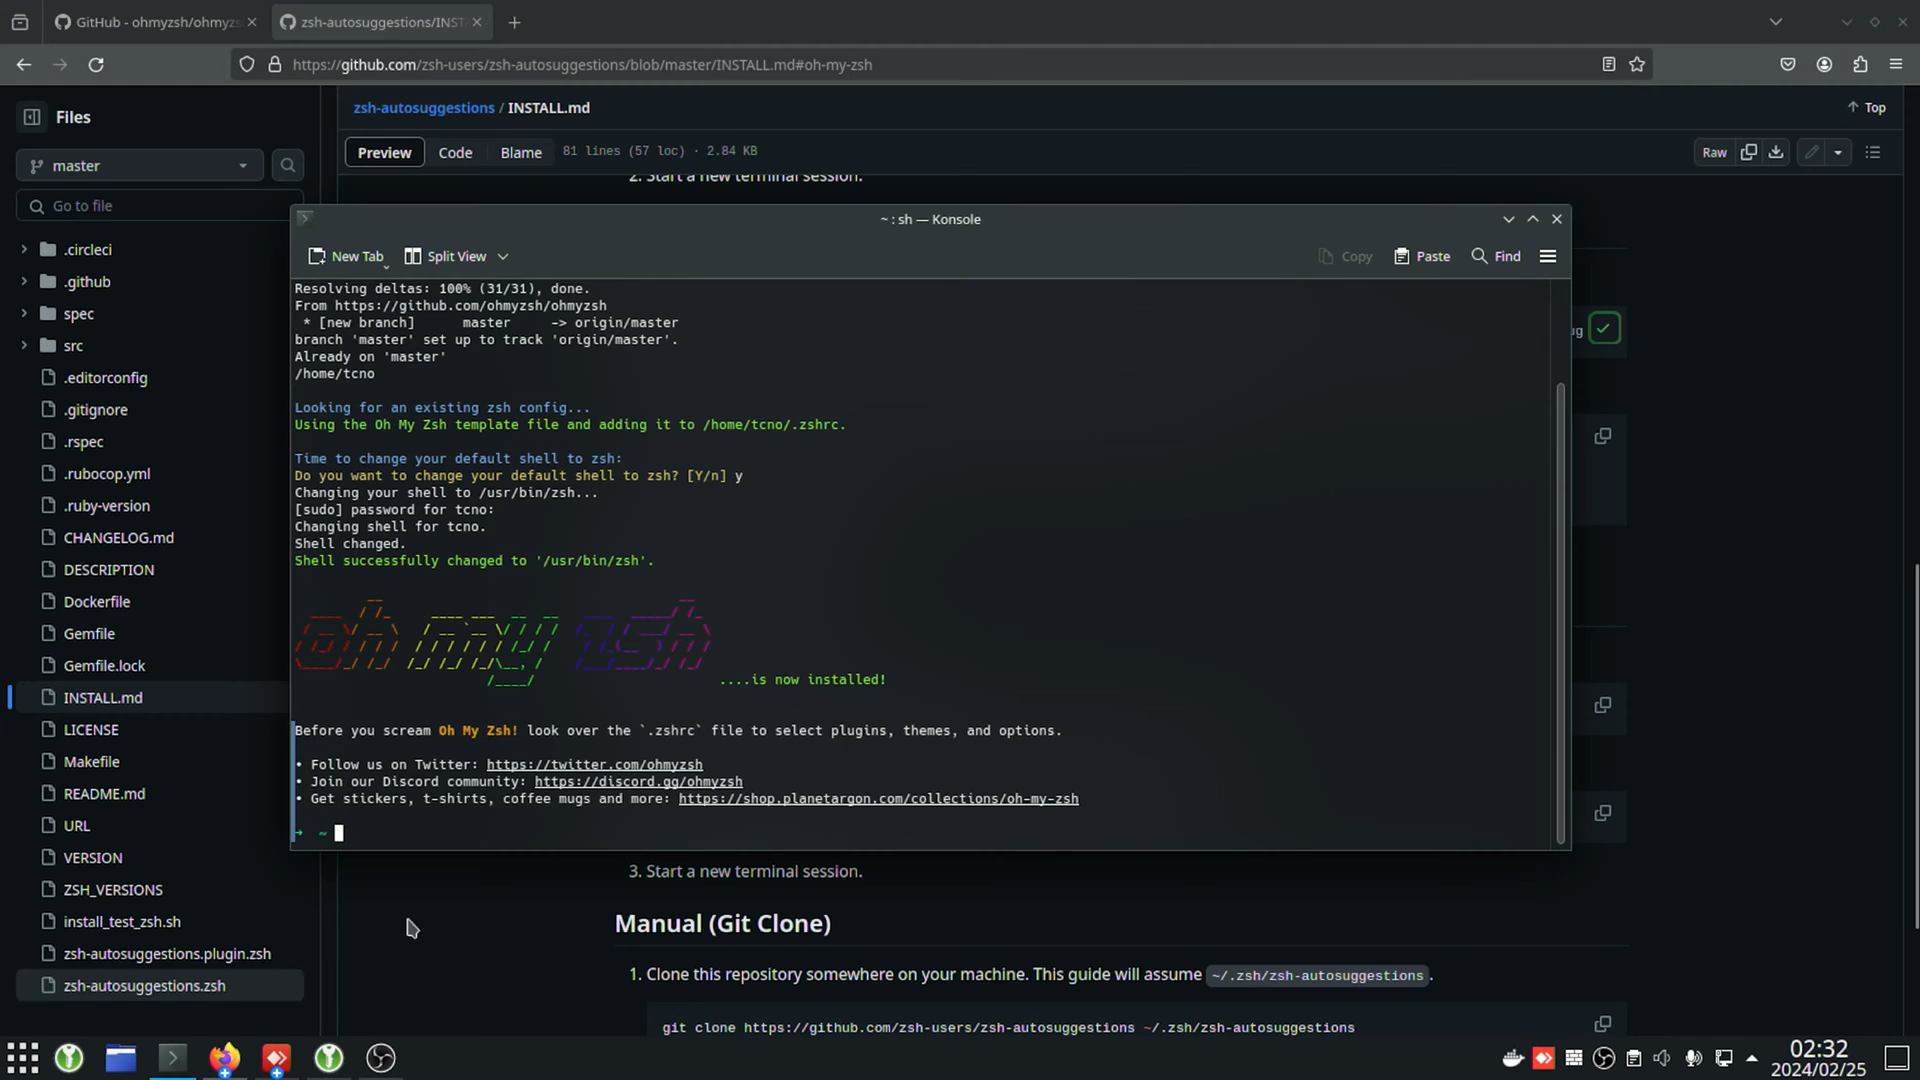 GitHub - ohmyzsh/ohmyzs
zsh-autosuggestions/INST
https://github.com/zsh-users/zsh-autosuggestions/blob/master/INSTALL.md#oh-my-zsh
Files
zsh-autosuggestions / INSTALL.md
Top
master
Preview
Code
Blame
81 lines (57 loc) · 2.84 KB
Raw
2. Start a new terminal session.
Go to file
.circleci
.github
spec
src
.editorconfig
.gitignore
.rspec
.rubocop.yml
.ruby-version
CHANGELOG.md
DESCRIPTION
Dockerfile
Gemfile
Gemfile.lock
INSTALL.md
LICENSE
Makefile
README.md
URL
VERSION
ZSH_VERSIONS
install_test_zsh.sh
zsh-autosuggestions.plugin.zsh
zsh-autosuggestions.zsh
~ : sh — Konsole
New Tab
Split View
Copy
Paste
Find
Resolving deltas: 100% (31/31), done.
From https://github.com/ohmyzsh/ohmyzsh
* [new branch]      master     -> origin/master
branch 'master' set up to track 'origin/master'.
Already on 'master'
/home/tcno
Looking for an existing zsh config...
Using the Oh My Zsh template file and adding it to /home/tcno/.zshrc.
Time to change your default shell to zsh:
Do you want to change your default shell to zsh? [Y/n] y
Changing your shell to /usr/bin/zsh...
[sudo] password for tcno:
Changing shell for tcno.
Shell changed.
Shell successfully changed to '/usr/bin/zsh'.
oh my zsh
....is now installed!
Before you scream Oh My Zsh! look over the `.zshrc` file to select plugins, themes, and options.
• Follow us on Twitter: https://twitter.com/ohmyzsh
• Join our Discord community: https://discord.gg/ohmyzsh
• Get stickers, t-shirts, coffee mugs and more: https://shop.planetargon.com/collections/oh-my-zsh
➜ ~
ug
3. Start a new terminal session.
Manual (Git Clone)
1. Clone this repository somewhere on your machine. This guide will assume ~/.zsh/zsh-autosuggestions.
git clone https://github.com/zsh-users/zsh-autosuggestions ~/.zsh/zsh-autosuggestions
02:32
2024/02/25